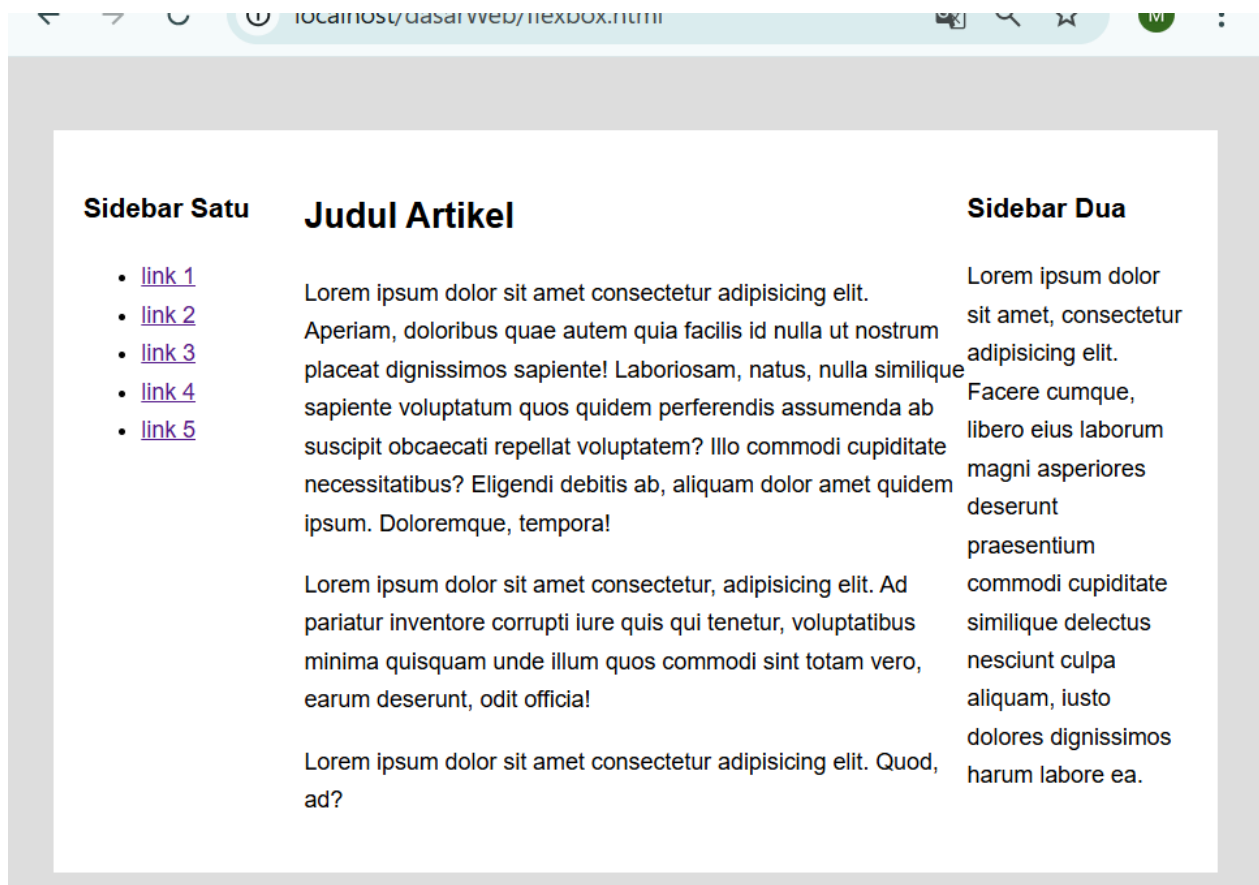 localhost/dasarWeb/flexbox.html
M
Sidebar Satu
link 1
link 2
link 3
link 4
link 5
Judul Artikel
Lorem ipsum dolor sit amet consectetur adipisicing elit.
Aperiam, doloribus quae autem quia facilis id nulla ut nostrum
placeat dignissimos sapiente! Laboriosam, natus, nulla similique
sapiente voluptatum quos quidem perferendis assumenda ab
suscipit obcaecati repellat voluptatem? Illo commodi cupiditate
necessitatibus? Eligendi debitis ab, aliquam dolor amet quidem
ipsum. Doloremque, tempora!
Lorem ipsum dolor sit amet consectetur, adipisicing elit. Ad
pariatur inventore corrupti iure quis qui tenetur, voluptatibus
minima quisquam unde illum quos commodi sint totam vero,
earum deserunt, odit officia!
Lorem ipsum dolor sit amet consectetur adipisicing elit. Quod,
ad?
Sidebar Dua
Lorem ipsum dolor
sit amet, consectetur
adipisicing elit.
Facere cumque,
libero eius laborum
magni asperiores
deserunt
praesentium
commodi cupiditate
similique delectus
nesciunt culpa
aliquam, iusto
dolores dignissimos
harum labore ea.